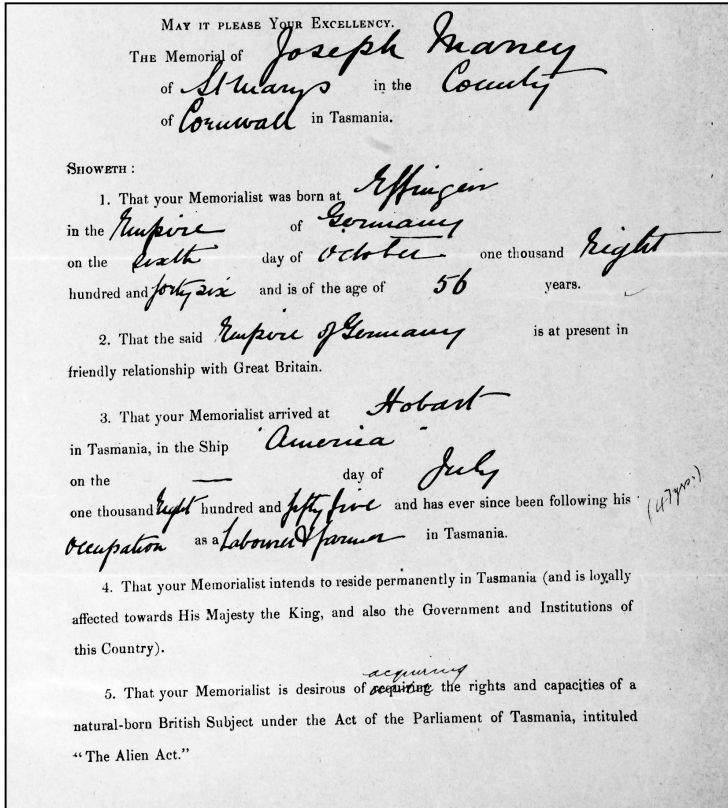 MAY IT PLEASE YOUR EXCELLENCY.
THE Memorial of Joseph Maney
of St Marys in the County
of Cornwall in Tasmania.
SHOWETH :
1. That your Memorialist was born at Effingen
in the Empire of Germany
on the sixth day of October one thousand Eight
hundred and forty six and is of the age of 56 years.
2. That the said Empire of Germany is at present in
friendly relationship with Great Britain.
3. That your Memorialist arrived at Hobart
in Tasmania, in the Ship "America"
on the — day of July
one thousand Eight hundred and fifty five and has ever since been following his (47 yrs.)
Occupation as a Labourer & farmer in Tasmania.
4. That your Memorialist intends to reside permanently in Tasmania (and is loyally
affected towards His Majesty the King, and also the Government and Institutions of
this Country).
acquiring
5. That your Memorialist is desirous of the rights and capacities of a
natural-born British Subject under the Act of the Parliament of Tasmania, intituled
"The Alien Act."